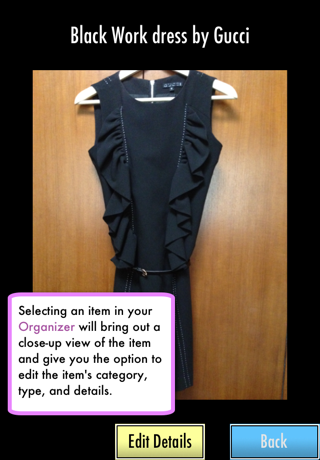 Black Work dress by Gucci
Selecting an item in your
Organizer will bring out a
close-up view of the item
and give you the option to
edit the item's category,
type, and details.
Edit Details
Back